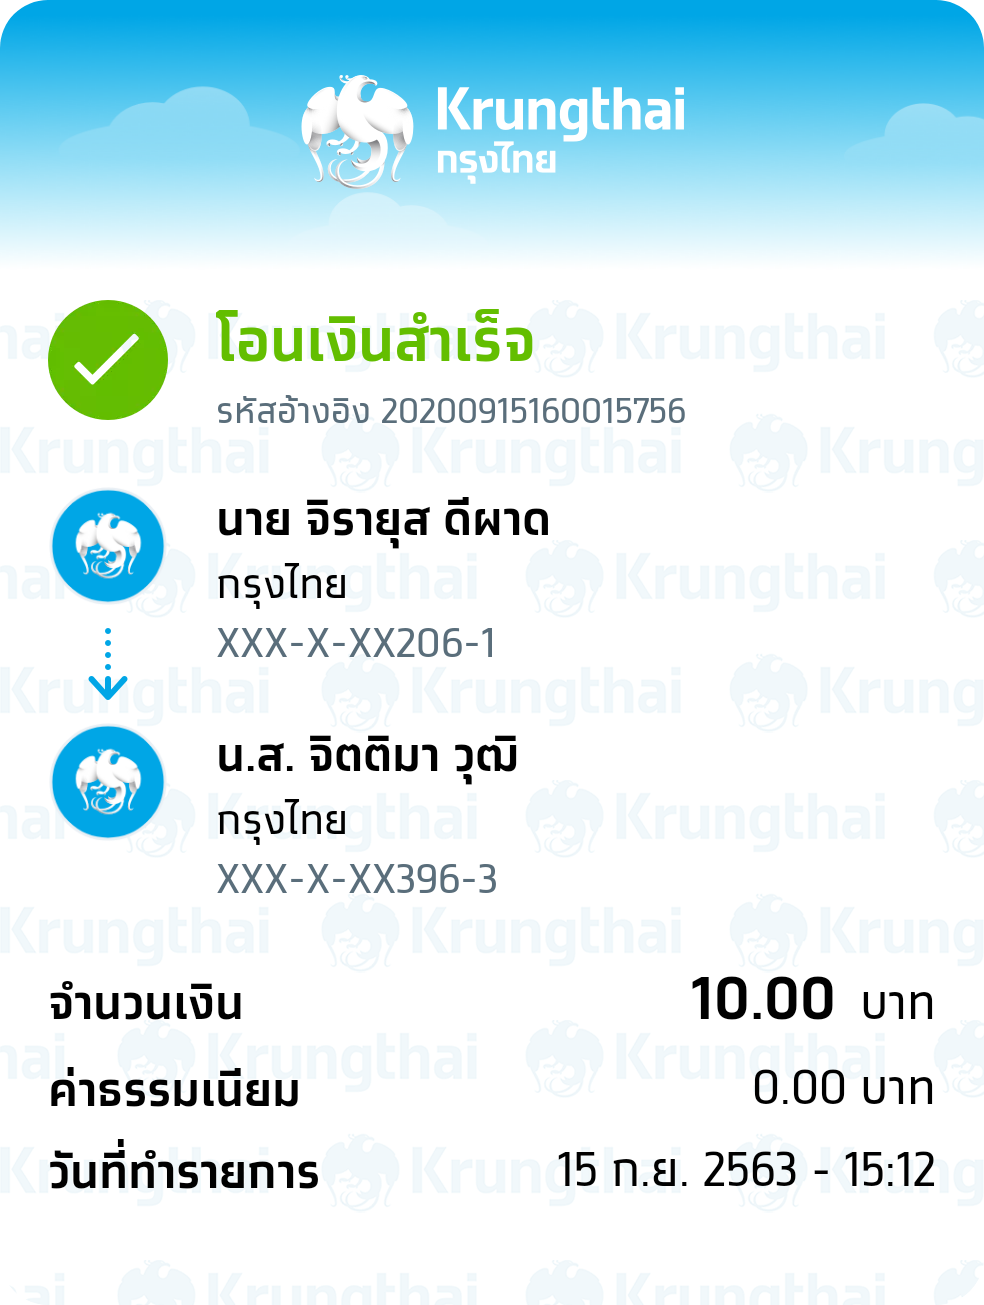 Krungthai
กรุงไทย
โอนเงินสำเร็จ
รหัสอ้างอิง 20200915160015756
นาย จิรายุส ดีผาด
กรุงไทย
XXX-X-XX206-1
น.ส. จิตติมา วุฒิ
กรุงไทย
XXX-X-XX396-3
จำนวนเงิน 10.00 บาท
ค่าธรรมเนียม 0.00 บาท
วันที่ทำรายการ 15 ก.ย. 2563 - 15:12